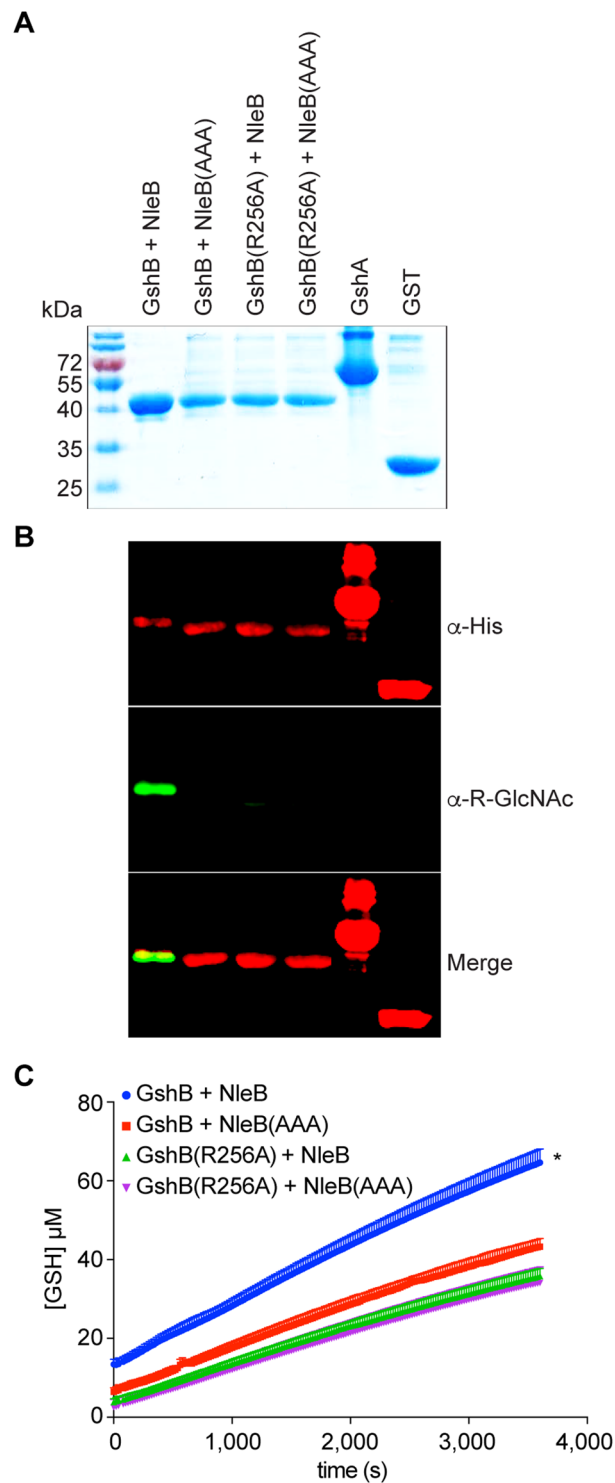 A
GshB + NleB
GshB + NleB(AAA)
GshB(R256A) + NleB
GshB(R256A) + NleB(AAA)
GshA
GST
kDa
72
55
40
35
25
B
α-His
α-R-GlcNAc
Merge
C
GshB + NleB
GshB + NleB(AAA)
GshB(R256A) + NleB
GshB(R256A) + NleB(AAA)
80
60
40
20
0
[GSH] μM
*
0 1,000 2,000 3,000 4,000
time (s)